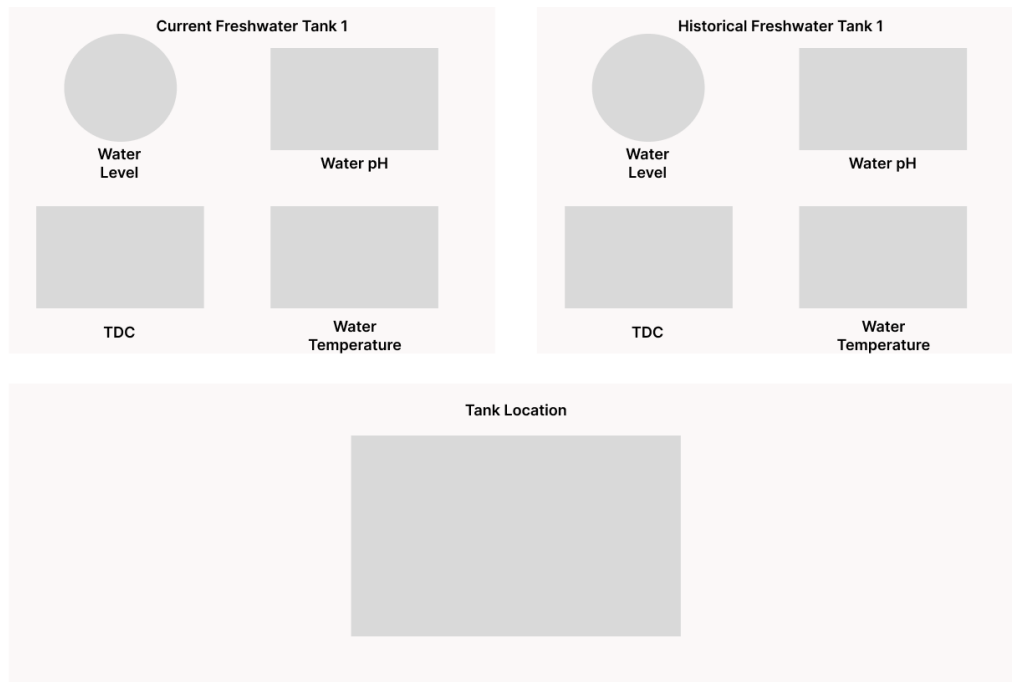 Current Freshwater Tank 1
Water
Level
Water pH
TDC
Water
Temperature
Historical Freshwater Tank 1
Water
Level
Water pH
TDC
Water
Temperature
Tank Location